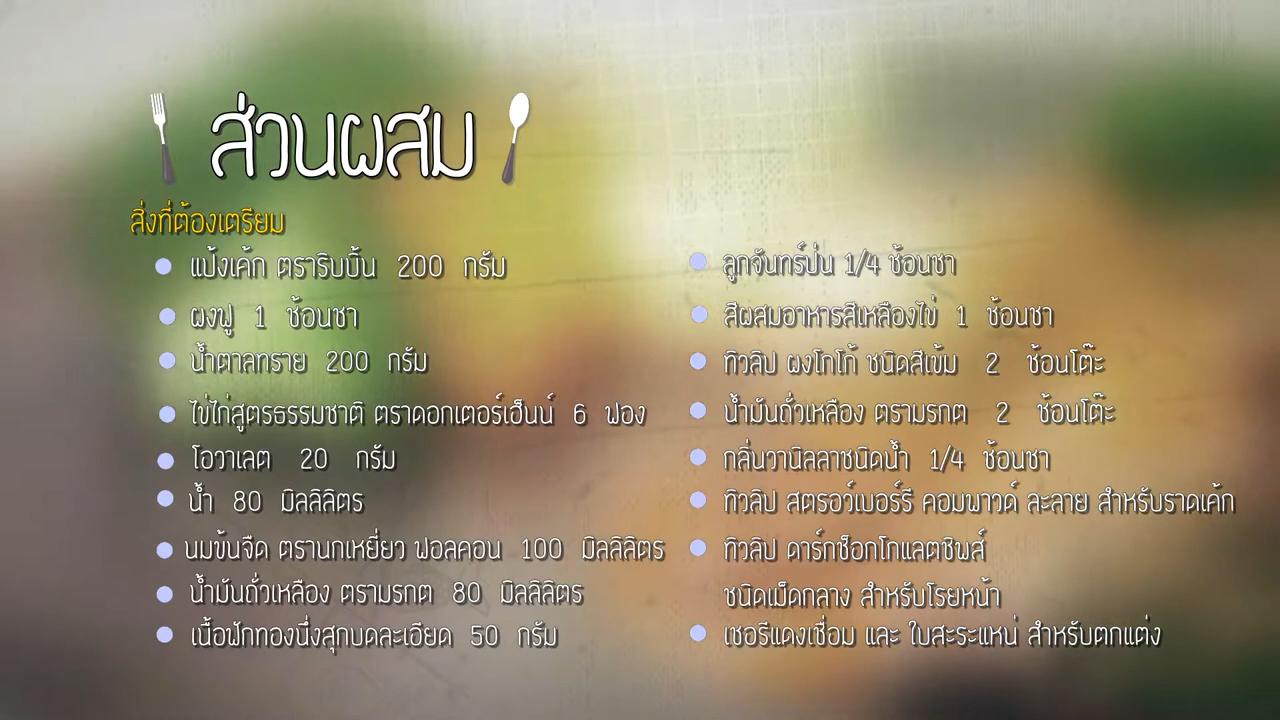 ส่วนผสม
สิ่งที่ต้องเตรียม
แป้งเค้ก ตราริบบิ้น 200 กรัม
ผงฟู 1 ช้อนชา
น้ำตาลทราย 200 กรัม
ไข่ไก่สูตรธรรมชาติ ตราดอกเตอร์เฮ็นน์ 6 ฟอง
โอวาเลต 20 กรัม
น้ำ 80 มิลลิลิตร
นมข้นจืด ตรานกเหยี่ยว ฟอลคอน 100 มิลลิลิตร
น้ำมันถั่วเหลือง ตรามรกต 80 มิลลิลิตร
เนื้อฟักทองนึ่งสุกบดละเอียด 50 กรัม
ลูกจันทร์ป่น 1/4 ช้อนชา
สีผสมอาหารสีเหลืองไข่ 1 ช้อนชา
ทิวลิป ผงโกโก้ ชนิดสีเข้ม 2 ช้อนโต๊ะ
น้ำมันถั่วเหลือง ตรามรกต 2 ช้อนโต๊ะ
กลิ่นวานิลลาชนิดน้ำ 1/4 ช้อนชา
ทิวลิป สตรอว์เบอร์รี คอมพาวด์ ละลาย สำหรับราดเค้ก
ทิวลิป ดาร์กช็อกโกแลตชิพส์
ชนิดเม็ดกลาง สำหรับโรยหน้า
เชอรีแดงเชื่อม และ ใบสะระแหน่ สำหรับตกแต่ง